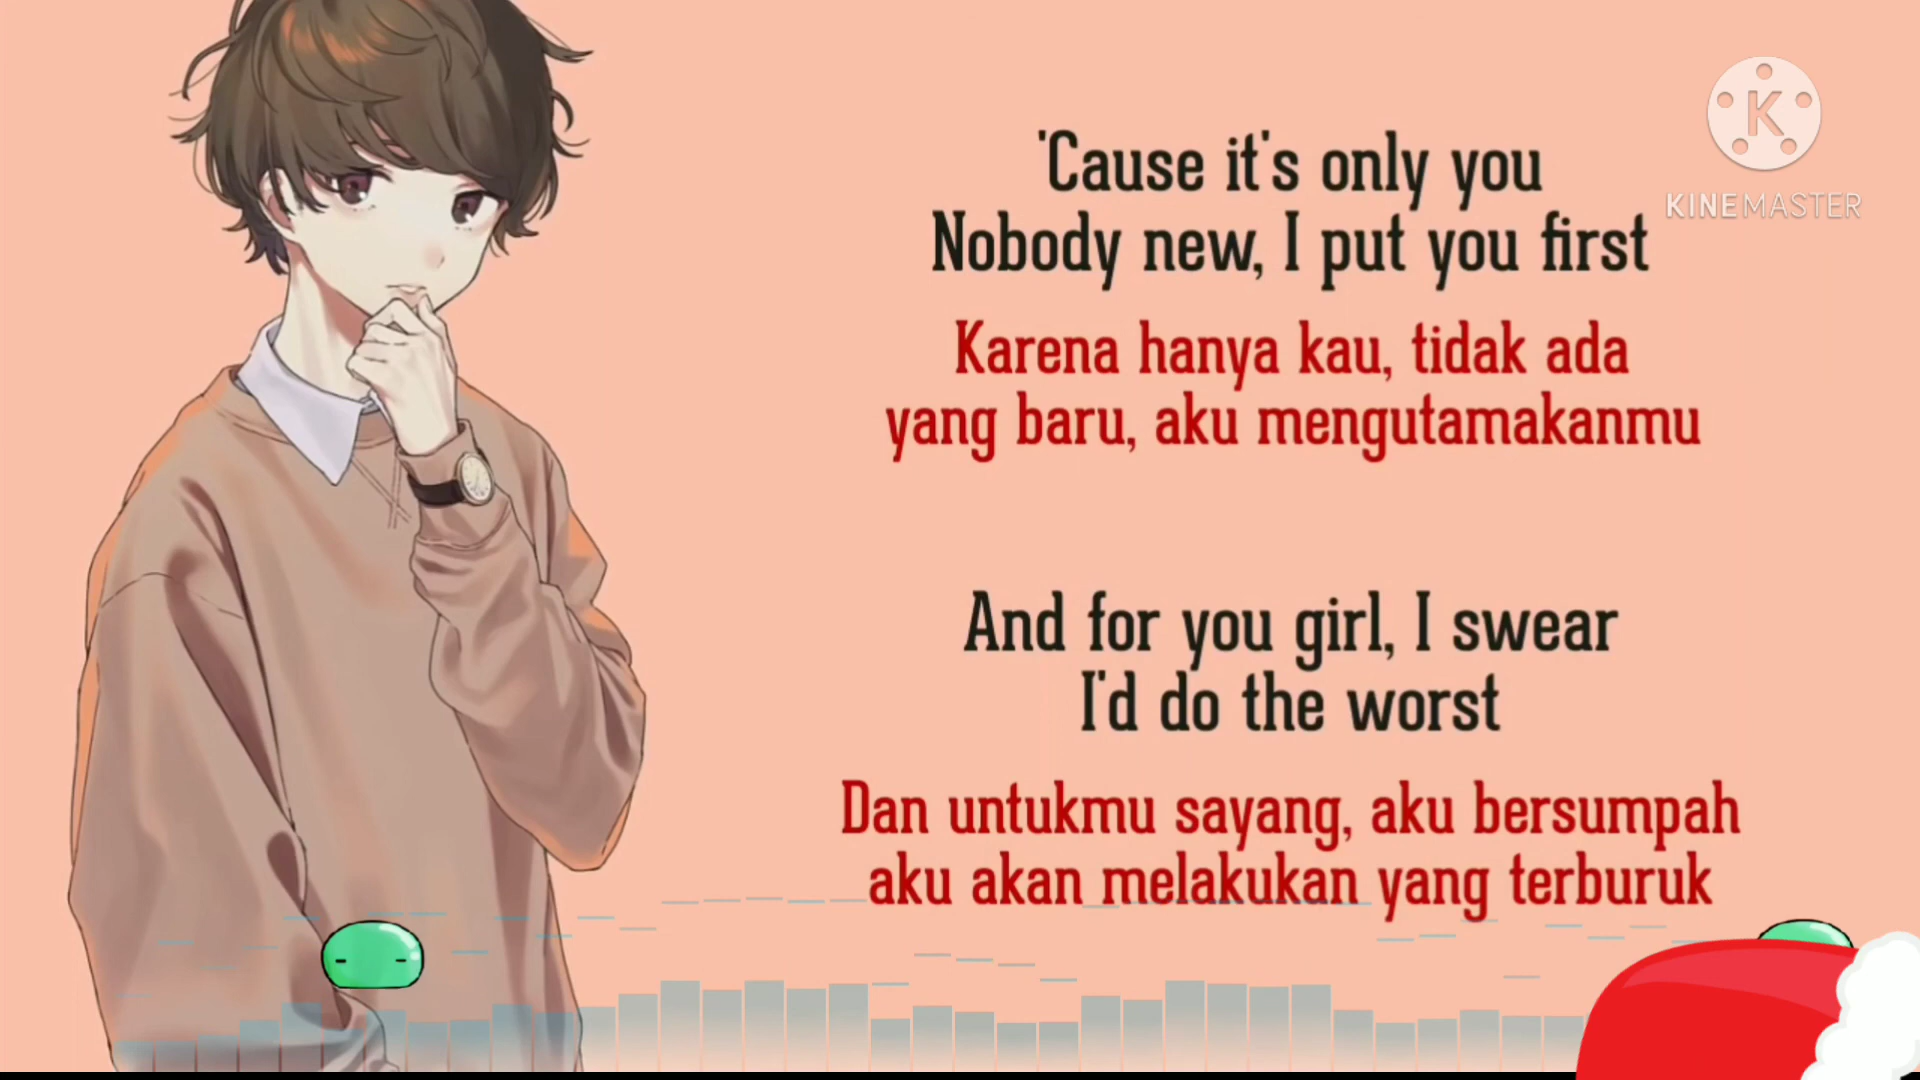 'Cause it's only you
Nobody new, I put you first
Karena hanya kau, tidak ada
yang baru, aku mengutamakanmu
And for you girl, I swear
I'd do the worst
Dan untukmu sayang, aku bersumpah
aku akan melakukan yang terburuk
K
KINEMASTER